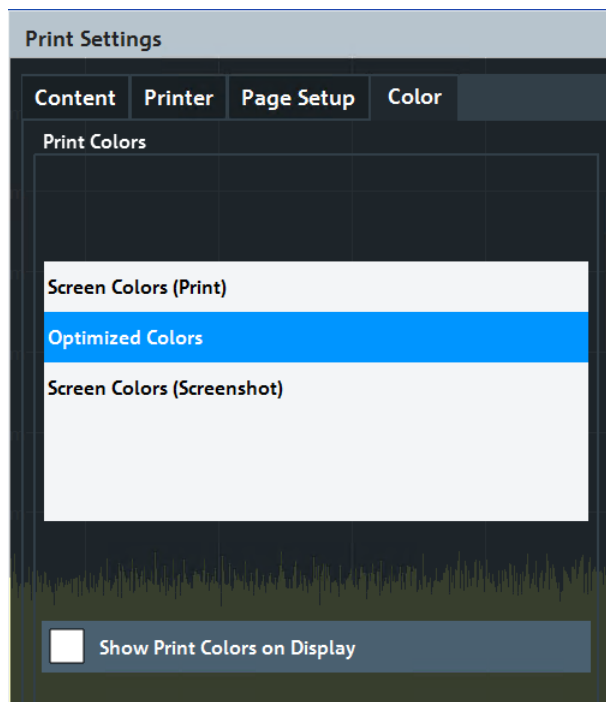 Print Settings
Content Printer Page Setup Color
Print Colors
Screen Colors (Print)
Optimized Colors
Screen Colors (Screenshot)
Show Print Colors on Display